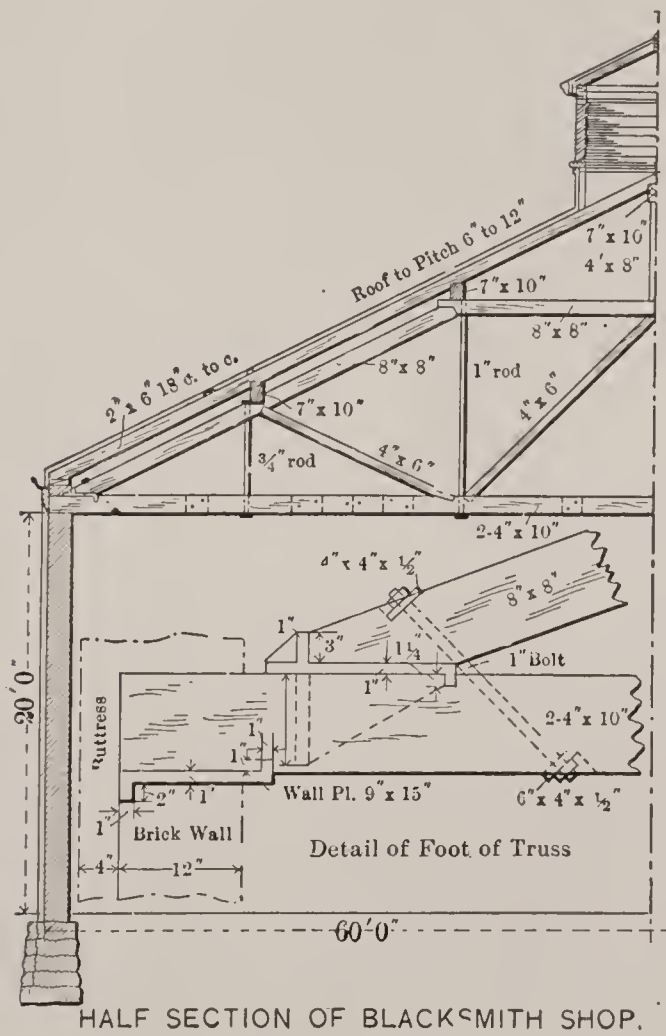 Roof to Pitch 6" to 12"
7" x 10"
4' x 8"
7" x 10"
8" x 8"
2" x 6" 18" c. to c.
8" x 8"
7" x 10"
1" rod
4" x 6"
4" x 6"
3/4" rod
2-4" x 10"
4" x 4" x 1/2"
8" x 8"
1"
3"
1 1/4"
1" Bolt
1"
2-4" x 10"
20'0"
Buttress
1"
1"
2"
1'
Wall Pl. 9" x 15"
6" x 4" x 1/2"
1"
Brick Wall
4"
12"
Detail of Foot of Truss
60'0"
HALF SECTION OF BLACKSMITH SHOP.